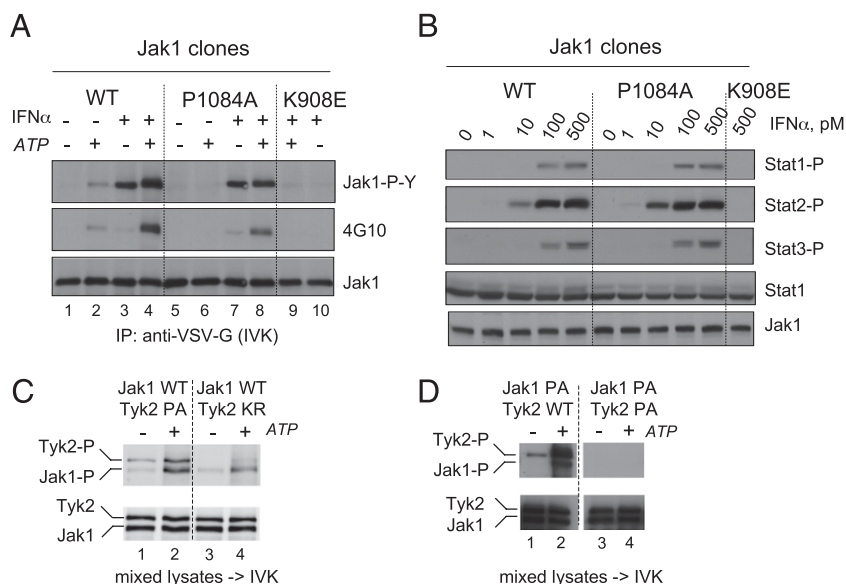 A
Jak1 clones
WT P1084A K908E
IFNα - - + + - - + + + +
ATP - + - + - + - + + -
Jak1-P-Y
4G10
Jak1
1 2 3 4 5 6 7 8 9 10
IP: anti-VSV-G (IVK)
B
Jak1 clones
WT P1084A K908E
0 1 10 100 500 0 1 10 100 500 500 IFNα, pM
Stat1-P
Stat2-P
Stat3-P
Stat1
Jak1
C
Jak1 WT Jak1 WT
Tyk2 PA Tyk2 KR
- + - + ATP
Tyk2-P
Jak1-P
Tyk2
Jak1
1 2 3 4
mixed lysates -> IVK
D
Jak1 PA Jak1 PA
Tyk2 WT Tyk2 PA
- + - + ATP
Tyk2-P
Jak1-P
Tyk2
Jak1
1 2 3 4
mixed lysates -> IVK